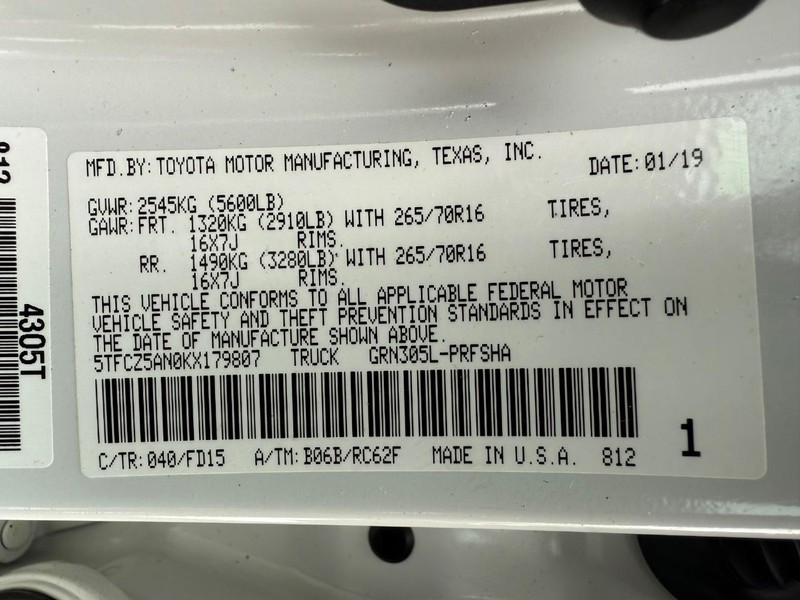 MFD.BY: TOYOTA MOTOR MANUFACTURING, TEXAS, INC. DATE: 01/19
GVWR: 2545KG (5600LB)
GAWR: FRT. 1320KG (2910LB) WITH 265/70R16 TIRES,
16X7J RIMS.
RR. 1490KG (3280LB) WITH 265/70R16 TIRES,
16X7J RIMS.
THIS VEHICLE CONFORMS TO ALL APPLICABLE FEDERAL MOTOR
VEHICLE SAFETY AND THEFT PREVENTION STANDARDS IN EFFECT ON
THE DATE OF MANUFACTURE SHOWN ABOVE.
5TFCZ5AN0KX179807 TRUCK GRN305L-PRFSHA
C/TR: 040/FD15 A/TM: B06B/RC62F MADE IN U.S.A. 812
1
4305T